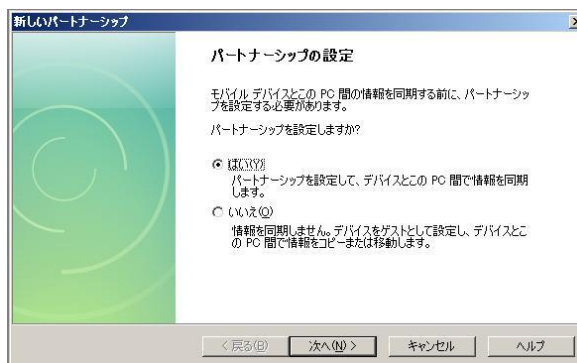 新しいパートナーシップ
パートナーシップの設定
モバイル デバイスとこの PC 間の情報を同期する前に、パートナーシッ
プを設定する必要があります。
パートナーシップを設定しますか?
はい(Y)
パートナーシップを設定して、デバイスとこの PC 間で情報を同期
します。
いいえ(O)
情報を同期しません。デバイスをゲストとして設定し、デバイスとこ
の PC 間で情報をコピーまたは移動します。
< 戻る(B)
次へ(N) >
キャンセル
ヘルプ